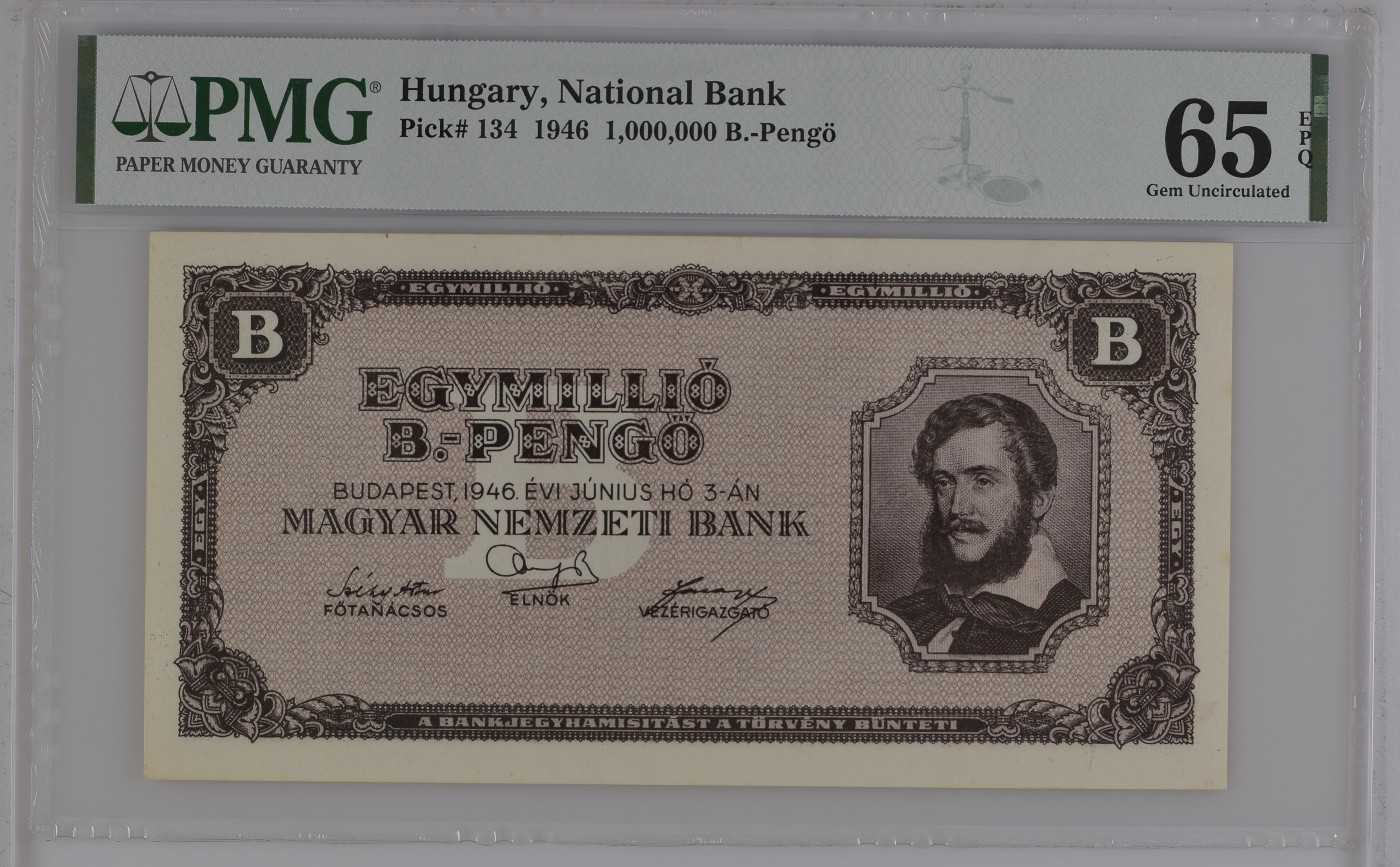 PMG®
PAPER MONEY GUARANTY
Hungary, National Bank
Pick# 134 1946 1,000,000 B.-Pengö
65
EPQ
Gem Uncirculated
·EGYMILLIÓ· ·EGYMILLIÓ·
B B
EGYMILLIÓ
B.-PENGŐ
BUDAPEST, 1946. ÉVI JÚNIUS HÓ 3-ÁN
MAGYAR NEMZETI BANK
B
FŐTANÁCSOS
ELNÖK
VEZÉRIGAZGATÓ
A BANKJEGYHAMISITÁST A TÖRVÉNY BÜNTETI